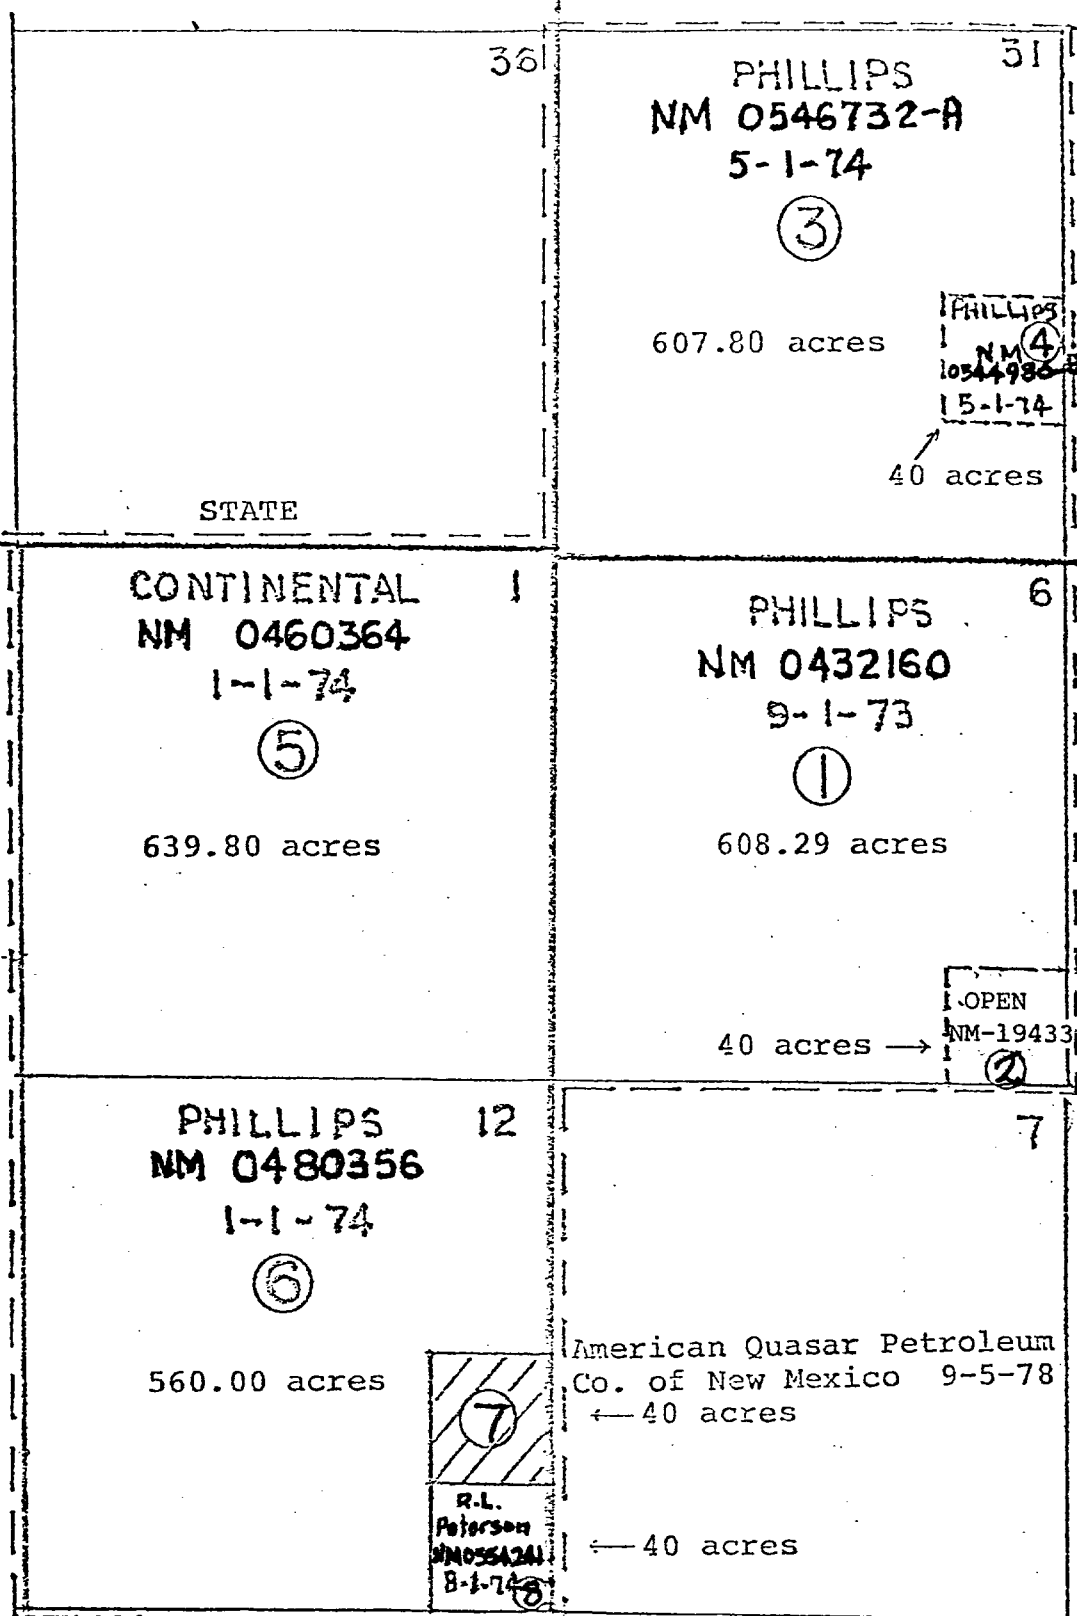 36
STATE
31
PHILLIPS
NM 0546732-A
5-1-74
3
607.80 acres
PHILLIPS
4
NM
5-1-74
40 acres
CONTINENTAL 1
NM 0460364
1-1-74
5
639.80 acres
6
PHILLIPS
NM 0432160
9-1-73
1
608.29 acres
OPEN
NM-19433
40 acres →
2
PHILLIPS 12
NM 0480356
1-1-74
6
560.00 acres
7
R.L.
Peterson
8-1-74
8
7
American Quasar Petroleum
Co. of New Mexico 9-5-78
← 40 acres
← 40 acres